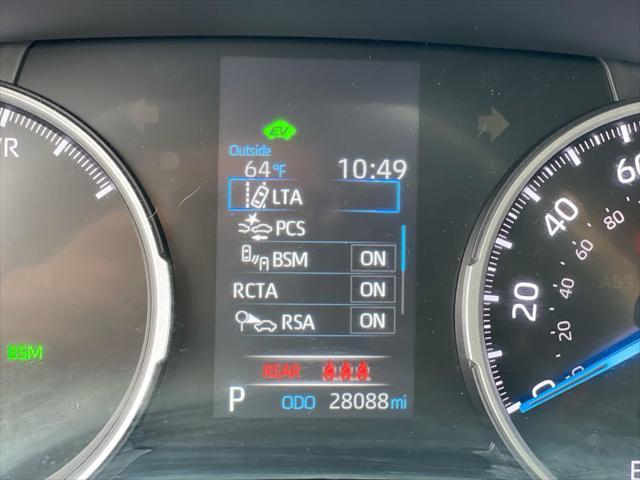 EV
Outside
64°F 10:49
LTA
PCS
BSM ON
RCTA ON
RSA ON
REAR
P ODO 28088 mi
BSM
0
20
40
60
20
40
60
80